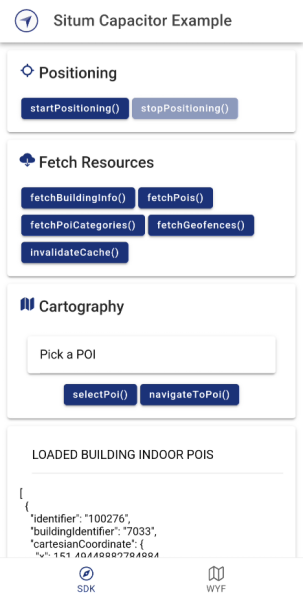 Situm Capacitor Example
Positioning
startPositioning() stopPositioning()
Fetch Resources
fetchBuildingInfo() fetchPois()
fetchPoiCategories() fetchGeofences()
invalidateCache()
Cartography
Pick a POI
selectPoi() navigateToPoi()
LOADED BUILDING INDOOR POIS
[
{
"identifier": "100276",
"buildingIdentifier": "7033",
"cartesianCoordinate": {
"x": 151.49448882784884,
SDK WYF